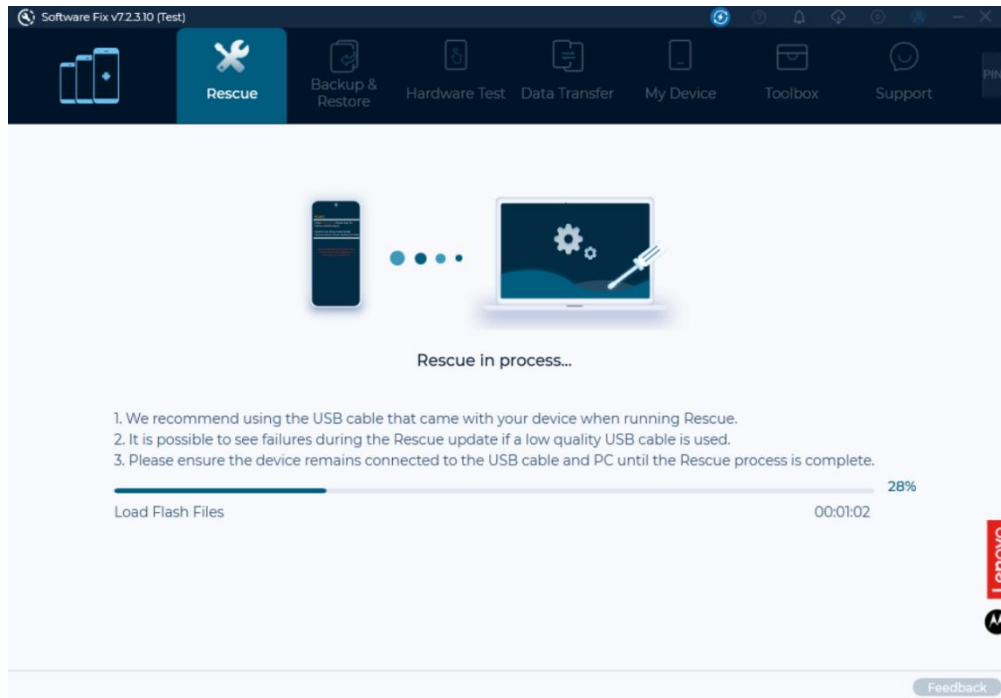 Software Fix v7.2.3.10 (Test)
Rescue
Backup &
Restore
Hardware Test
Data Transfer
My Device
Toolbox
Support
PIN
Rescue in process...
1. We recommend using the USB cable that came with your device when running Rescue.
2. It is possible to see failures during the Rescue update if a low quality USB cable is used.
3. Please ensure the device remains connected to the USB cable and PC until the Rescue process is complete.
28%
Load Flash Files
00:01:02
Lenovo
Feedback